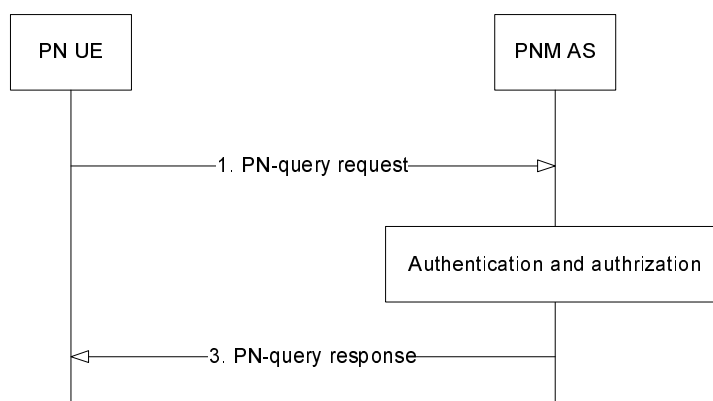 PN UE
PNM AS
1. PN-query request
Authentication and authrization
3. PN-query response